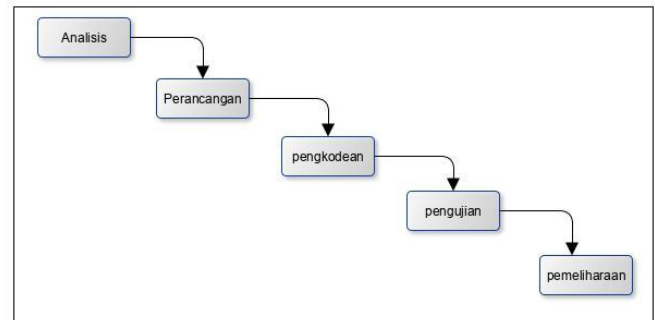 Analisis
Perancangan
pengkodean
pengujian
pemeliharaan